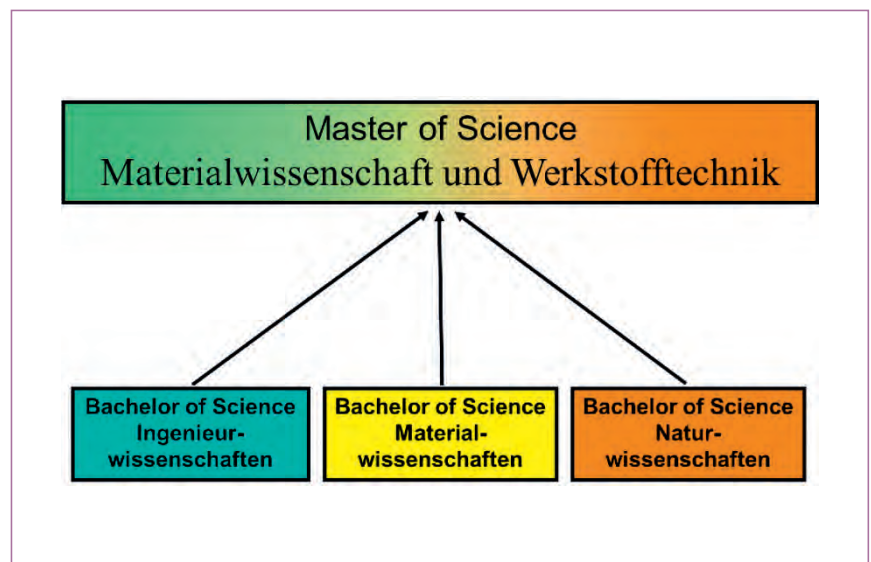 Master of Science
Materialwissenschaft und Werkstofftechnik
Bachelor of Science
Ingenieur-
wissenschaften
Bachelor of Science
Material-
wissenschaften
Bachelor of Science
Natur-
wissenschaften